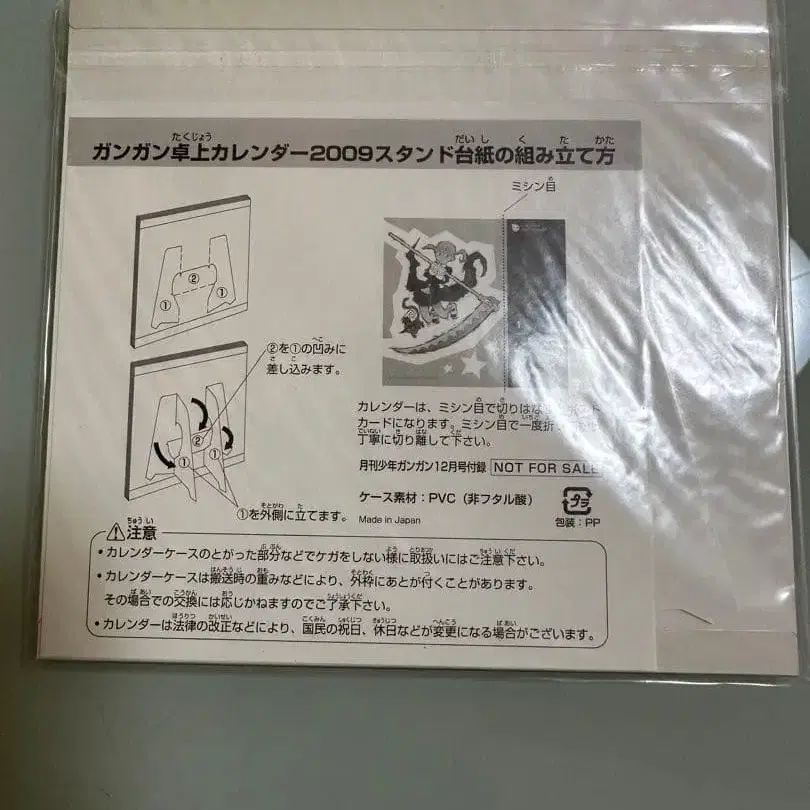 ガンガン卓上カレンダー2009スタンド台紙の組み立て方
ミシン目
②
① ①
②を①の凹みに
差し込みます。
②
① ①
①を外側に立てます。
カレンダーは、ミシン目で切りはな
カードになります。ミシン目で一度折
丁寧に切り離して下さい。
月刊少年ガンガン12月号付録 NOT FOR SALE
ケース素材：PVC（非フタル酸）
Made in Japan
プラ
包装：PP
注意
・カレンダーケースのとがった部分などでケガをしない様に取扱いにはご注意下さい。
・カレンダーケースは搬送時の重みなどにより、外枠にあとが付くことがあります。
その場合での交換には応じかねますのでご了承下さい。
・カレンダーは法律の改正などにより、国民の祝日、休日などが変更になる場合がございます。